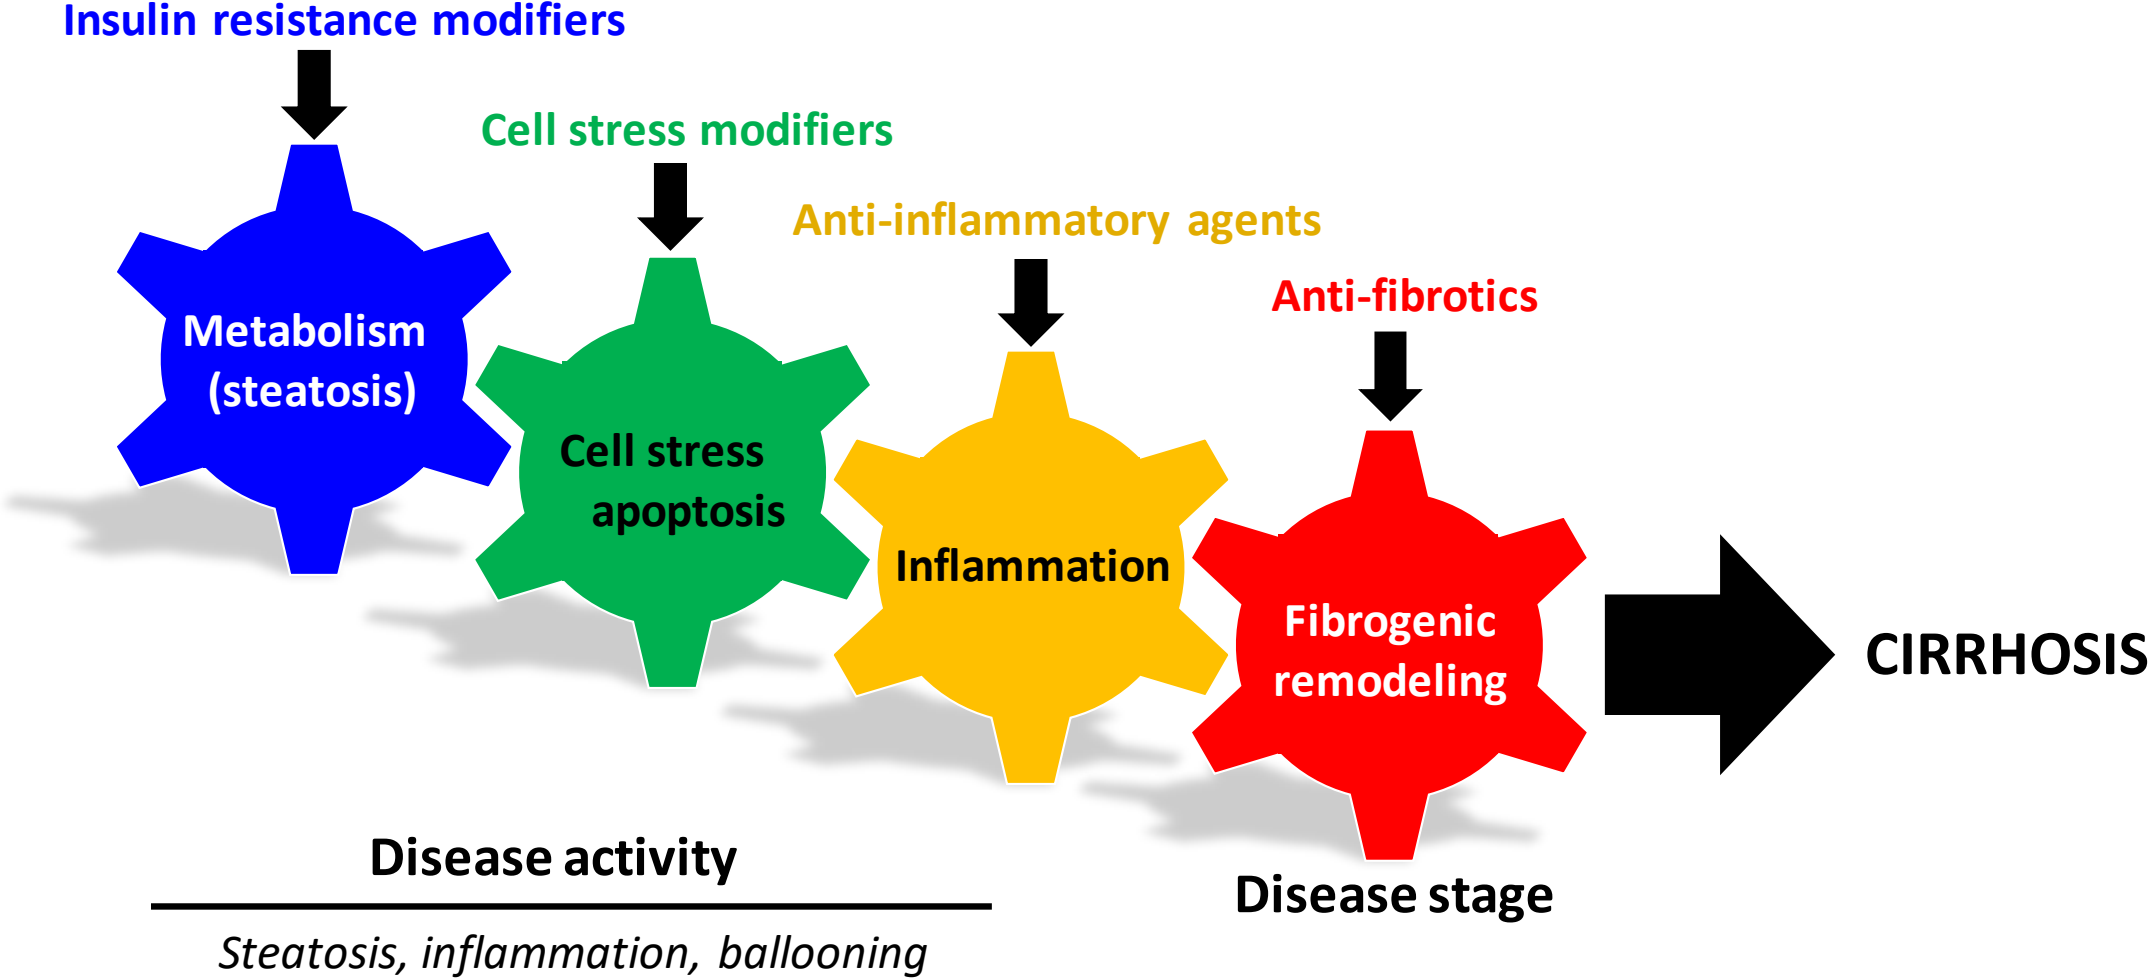 Insulin resistance modifiers
Cell stress modifiers
Anti-inflammatory agents
Anti-fibrotics
Metabolism
(steatosis)
Cell stress
apoptosis
Inflammation
Fibrogenic
remodeling
CIRRHOSIS
Disease activity
Disease stage
Steatosis, inflammation, ballooning